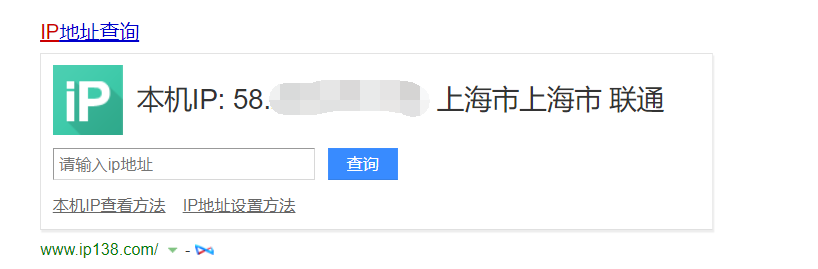 IP地址查询
iP
本机IP: 58. 上海市上海市 联通
请输入ip地址
查询
本机IP查看方法 IP地址设置方法
www.ip138.com/ -